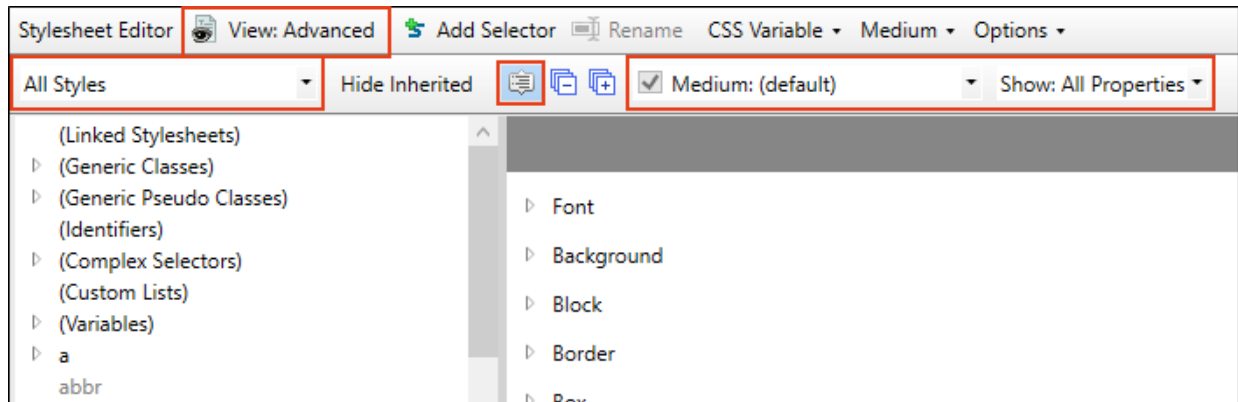 Stylesheet Editor View: Advanced Add Selector Rename CSS Variable Medium Options
All Styles Hide Inherited Medium: (default) Show: All Properties
(Linked Stylesheets)
(Generic Classes)
(Generic Pseudo Classes)
(Identifiers)
(Complex Selectors)
(Custom Lists)
(Variables)
a
abbr
Font
Background
Block
Border
Box